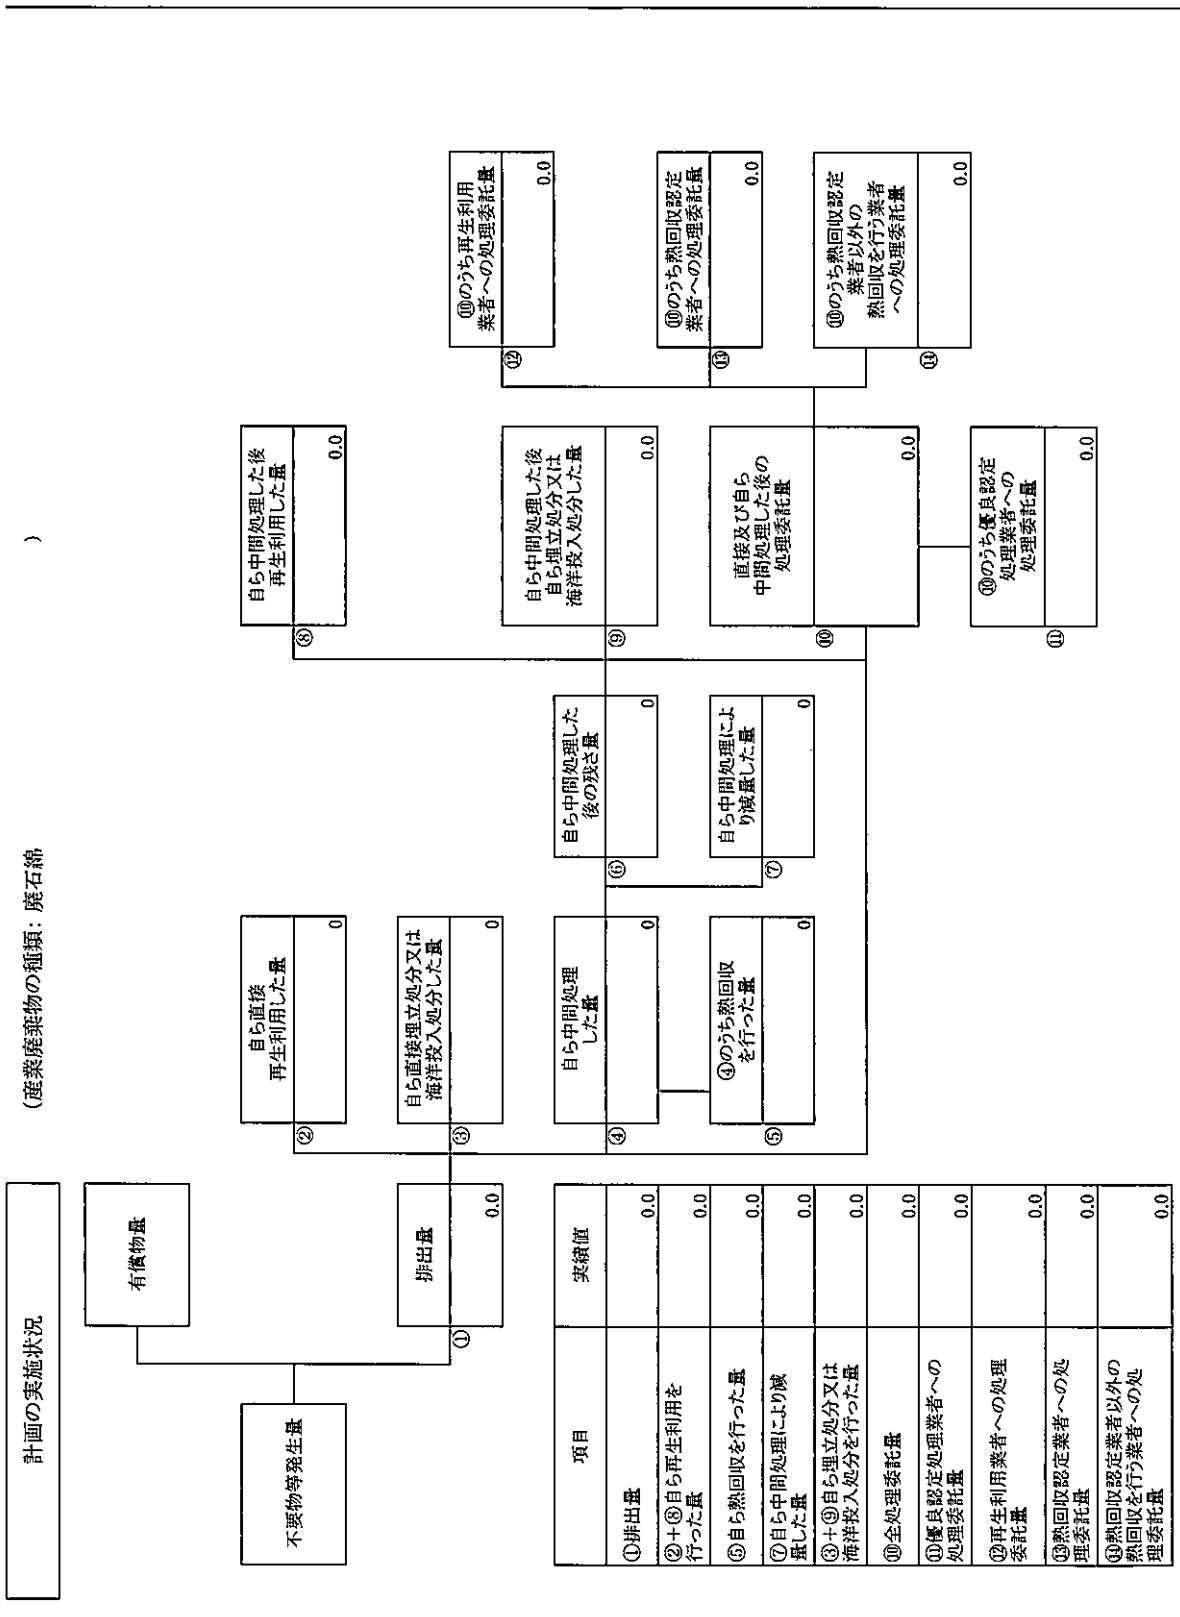 計画の実施状況
(産業廃棄物の種類：廃石綿 )
不要物等発生量
有償物量
①
排出量
0.0
②
自ら直接
再生利用した量
0
③
自ら直接埋立処分又は
海洋投入処分した量
0
④
自ら中間処理
した量
0
⑤
④のうち熱回収
を行った量
0
⑥
自ら中間処理した
後の残さ量
0
⑦
自ら中間処理によ
り減量した量
0
⑧
自ら中間処理した後
再生利用した量
0.0
⑨
自ら中間処理した後
自ら埋立処分又は
海洋投入処分した量
0.0
⑩
直接及び自ら
中間処理した後の
処理委託量
0.0
⑪
⑩のうち優良認定
処理業者への
処理委託量
0.0
⑫
⑩のうち再生利用
業者への処理委託量
0.0
⑬
⑩のうち熱回収認定
業者への処理委託量
0.0
⑭
⑩のうち熱回収認定
業者以外の
熱回収を行う業者
への処理委託量
0.0
項目 実績値
①排出量 0.0
②＋⑧自ら再生利用を
行った量 0.0
⑤自ら熱回収を行った量 0.0
⑦自ら中間処理により減
量した量 0.0
③＋⑨自ら埋立処分又は
海洋投入処分を行った量 0.0
⑩全処理委託量 0.0
⑪優良認定処理業者への
処理委託量 0.0
⑫再生利用業者への処理
委託量 0.0
⑬熱回収認定業者への処
理委託量 0.0
⑭熱回収認定業者以外の
熱回収を行う業者への処
理委託量 0.0